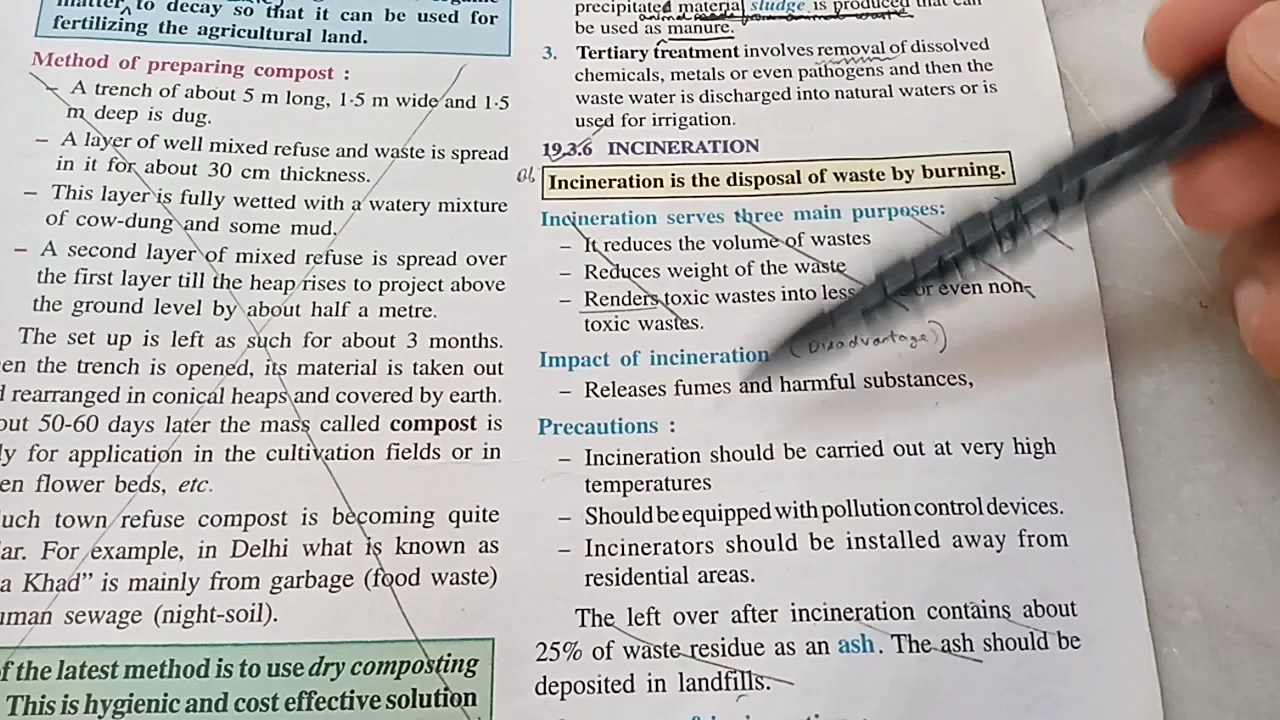 to decay so that it can be used for
fertilizing the agricultural land.
Method of preparing compost :
– A trench of about 5 m long, 1·5 m wide and 1·5
m deep is dug.
– A layer of well mixed refuse and waste is spread
in it for about 30 cm thickness.
– This layer is fully wetted with a watery mixture
of cow-dung and some mud.
– A second layer of mixed refuse is spread over
the first layer till the heap rises to project above
the ground level by about half a metre.
The set up is left as such for about 3 months.
en the trench is opened, its material is taken out
d rearranged in conical heaps and covered by earth.
out 50-60 days later the mass called compost is
ly for application in the cultivation fields or in
en flower beds, etc.
uch town refuse compost is becoming quite
ar. For example, in Delhi what is known as
a Khad” is mainly from garbage (food waste)
uman sewage (night-soil).
f the latest method is to use dry composting
This is hygienic and cost effective solution
precipitated material sludge is produced that can
be used as manure.
3. Tertiary treatment involves removal of dissolved
chemicals, metals or even pathogens and then the
waste water is discharged into natural waters or is
used for irrigation.
19.3.6 INCINERATION
Incineration is the disposal of waste by burning.
Incineration serves three main purposes:
– It reduces the volume of wastes
– Reduces weight of the waste
– Renders toxic wastes into less or even non-
toxic wastes.
Impact of incineration (Disadvantage)
– Releases fumes and harmful substances,
Precautions :
– Incineration should be carried out at very high
temperatures
– Should be equipped with pollution control devices.
– Incinerators should be installed away from
residential areas.
The left over after incineration contains about
25% of waste residue as an ash. The ash should be
deposited in landfills.